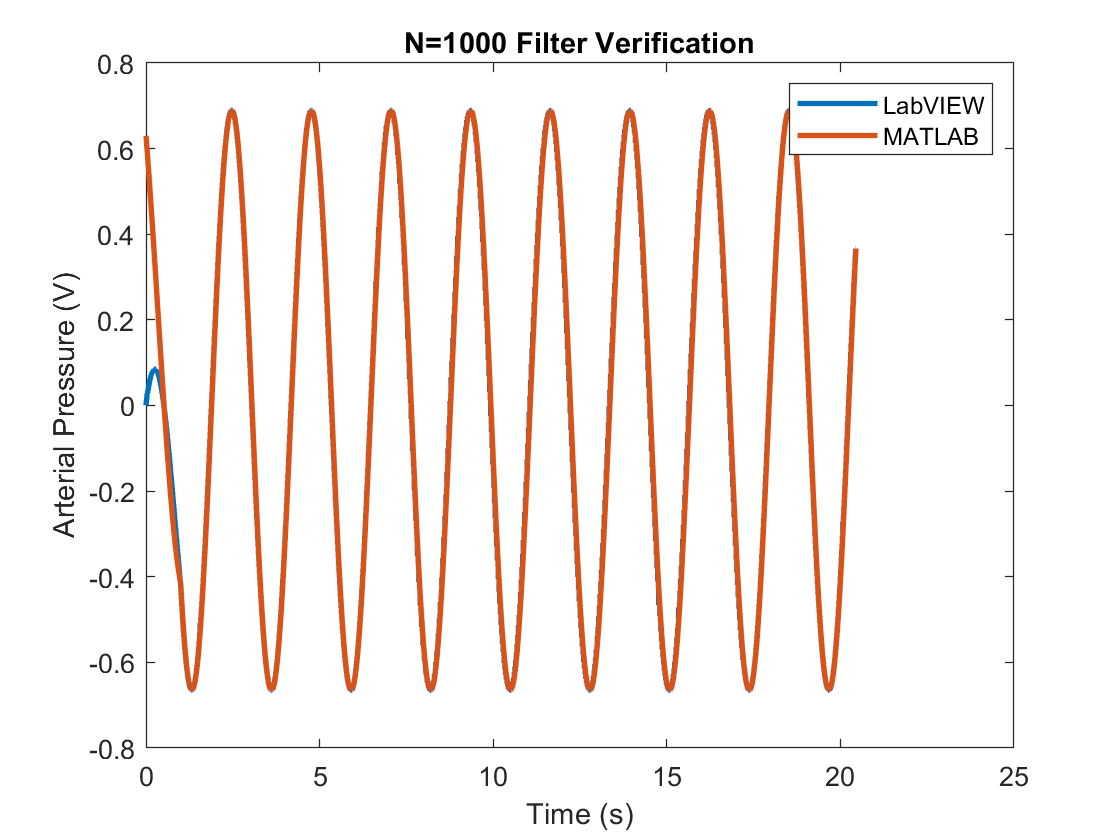 N=1000 Filter Verification
0.8
0.6
0.4
0.2
0
-0.2
-0.4
-0.6
-0.8
Arterial Pressure (V)
LabVIEW
MATLAB
0 5 10 15 20 25
Time (s)